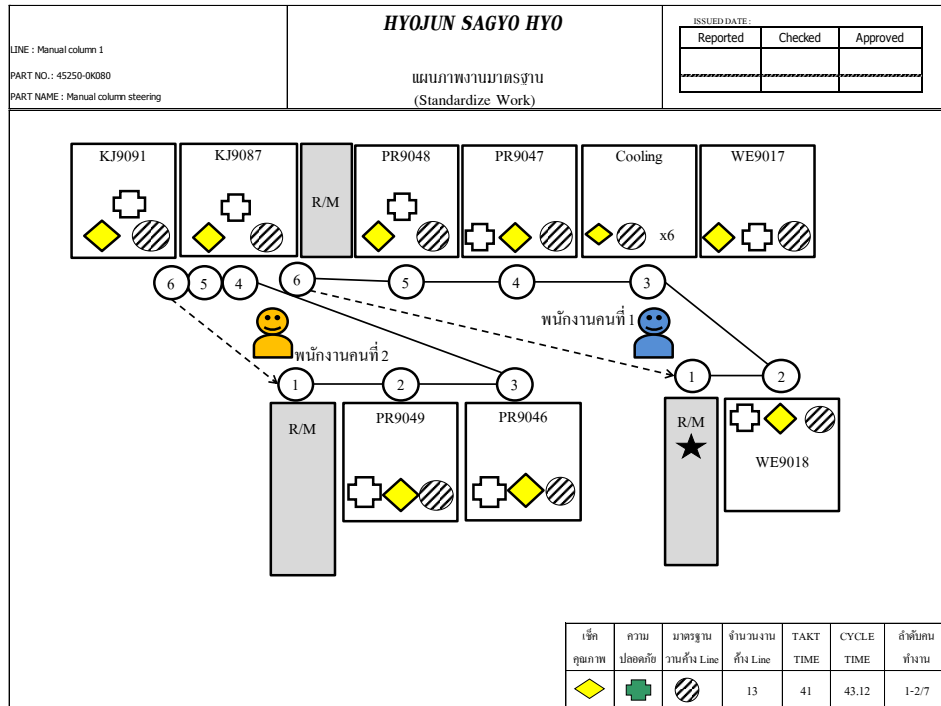 HYOJUN SAGYO HYO
แผนภาพงานมาตรฐาน
(Standardize Work)
LINE : Manual column 1
PART NO.: 45250-0K080
PART NAME : Manual column steering
ISSUED DATE :
Reported Checked Approved
KJ9091 KJ9087 R/M PR9048 PR9047 Cooling WE9017
x6
6 5 4 6 5 4 3
พนักงานคนที่ 1
พนักงานคนที่ 2
1 2 3 1 2
R/M PR9049 PR9046 R/M WE9018
เช็ค ความ มาตรฐาน จำนวนงาน TAKT CYCLE ลำดับคน
คุณภาพ ปลอดภัย วานค้าง Line ค้าง Line TIME TIME ทำงาน
13 41 43.12 1-2/7